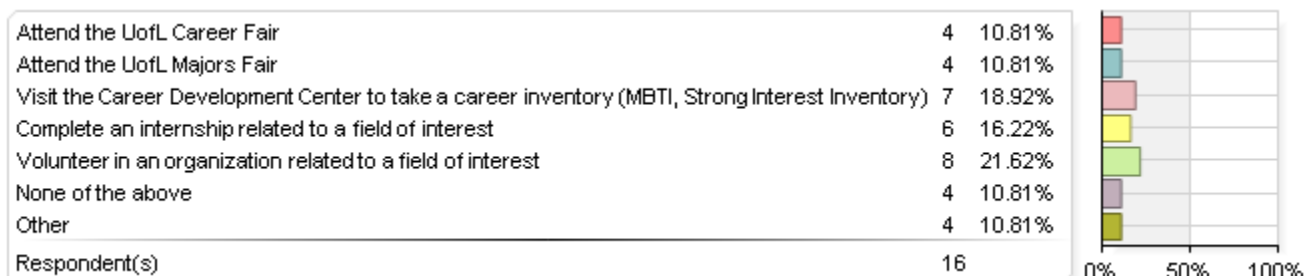 Attend the UofL Career Fair 4 10.81%
Attend the UofL Majors Fair 4 10.81%
Visit the Career Development Center to take a career inventory (MBTI, Strong Interest Inventory) 7 18.92%
Complete an internship related to a field of interest 6 16.22%
Volunteer in an organization related to a field of interest 8 21.62%
None of the above 4 10.81%
Other 4 10.81%
Respondent(s) 16
0% 50% 100%